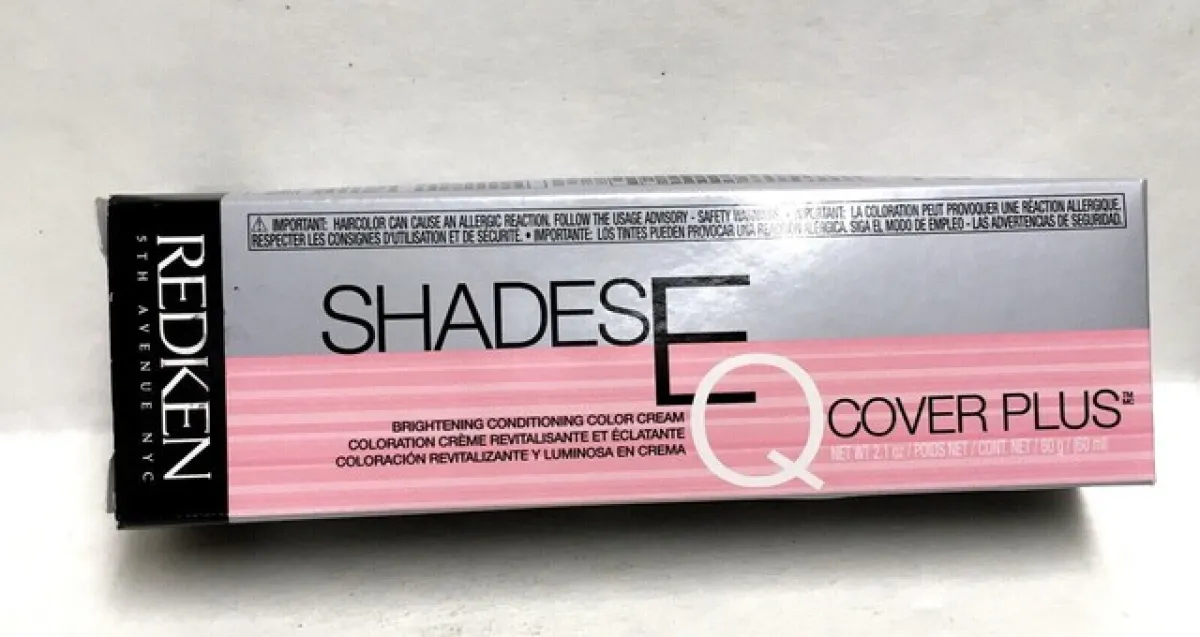 REDKEN
5TH AVENUE NYC
⚠ IMPORTANT: HAIRCOLOR CAN CAUSE AN ALLERGIC REACTION. FOLLOW THE USAGE ADVISORY - SAFETY WARNINGS. • IMPORTANT: LA COLORATION PEUT PROVOQUER UNE RÉACTION ALLERGIQUE.
RESPECTER LES CONSIGNES D'UTILISATION ET DE SÉCURITÉ. • IMPORTANTE: LOS TINTES PUEDEN PROVOCAR UNA REACCIÓN ALÉRGICA. SIGA EL MODO DE EMPLEO - LAS ADVERTENCIAS DE SEGURIDAD.
SHADES EQ
COVER PLUS™
BRIGHTENING CONDITIONING COLOR CREAM
COLORATION CRÈME REVITALISANTE ET ÉCLATANTE
COLORACIÓN REVITALIZANTE Y LUMINOSA EN CREMA
NET WT 2.1 oz / POIDS NET / CONT. NET / 60 g / (60 ml)